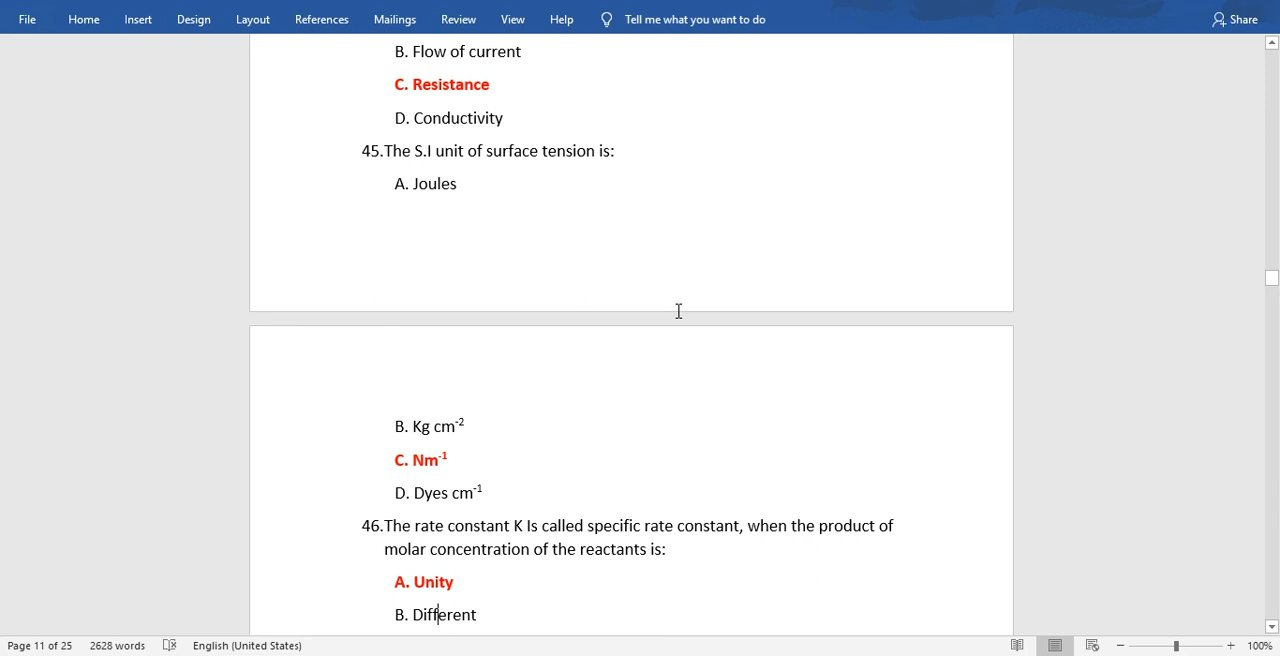 File Home Insert Design Layout References Mailings Review View Help Tell me what you want to do Share
B. Flow of current
C. Resistance
D. Conductivity
45.The S.I unit of surface tension is:
A. Joules
B. Kg cm⁻²
C. Nm⁻¹
D. Dyes cm⁻¹
46.The rate constant K Is called specific rate constant, when the product of
molar concentration of the reactants is:
A. Unity
B. Different
Page 11 of 25 2628 words English (United States) 100%